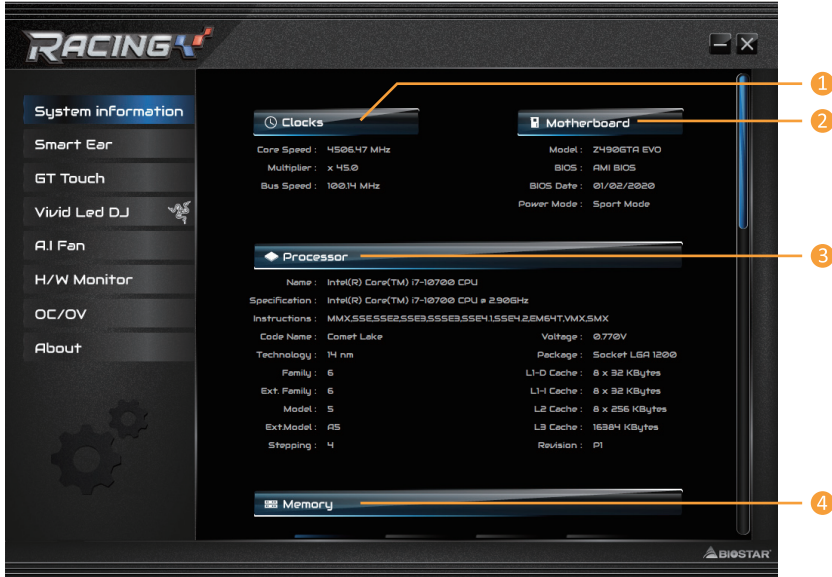 RACING
System information
Smart Ear
GT Touch
Vivid Led DJ
A.I Fan
H/W Monitor
OC/OV
About
Clocks
1
Core Speed : 4506.47 MHz
Multiplier : x 45.0
Bus Speed : 100.14 MHz
Motherboard
2
Model : Z490GTA EVO
BIOS : AMI BIOS
BIOS Date : 01/02/2020
Power Mode : Sport Mode
Processor
3
Name : Intel(R) Core(TM) i7-10700 CPU
Specification : Intel(R) Core(TM) i7-10700 CPU @ 2.90GHz
Instructions : MMX,SSE,SSE2,SSE3,SSSE3,SSE4.1,SSE4.2,EM64T,VMX,SMX
Code Name : Comet Lake
Technology : 14 nm
Family : 6
Ext. Family : 6
Model : 5
Ext.Model : A5
Stepping : 4
Voltage : 0.770V
Package : Socket LGA 1200
L1-D Cache : 8 x 32 KBytes
L1-I Cache : 8 x 32 KBytes
L2 Cache : 8 x 256 KBytes
L3 Cache : 16384 KBytes
Revision : P1
Memory
4
BIOSTAR